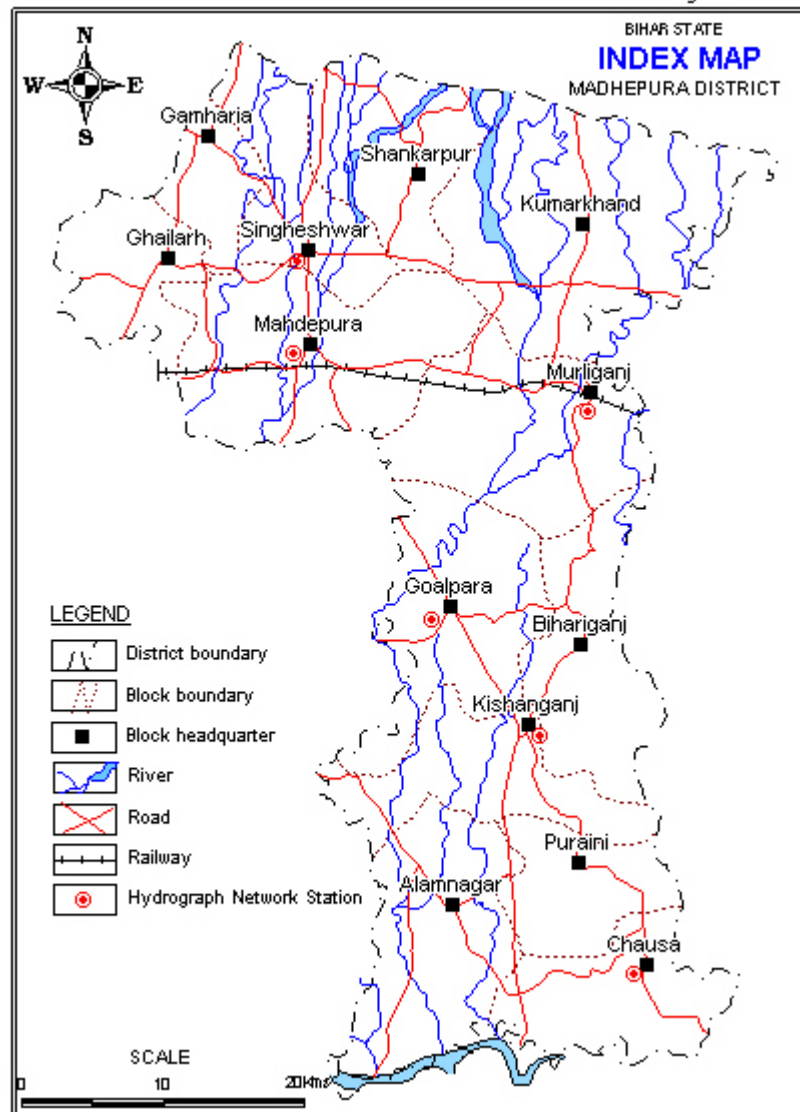 BIHAR STATE
INDEX MAP
MADHEPURA DISTRICT
N
W E
S
Gamharia
Shankarpur
Kumarkhand
Singheshwar
Ghailarh
Mahdepura
Murliganj
Goalpara
Bihariganj
Kishanganj
Puraini
Alamnagar
Chausa
LEGEND
District boundary
Block boundary
Block headquarter
River
Road
Railway
Hydrograph Network Station
SCALE
0 10 20Kms